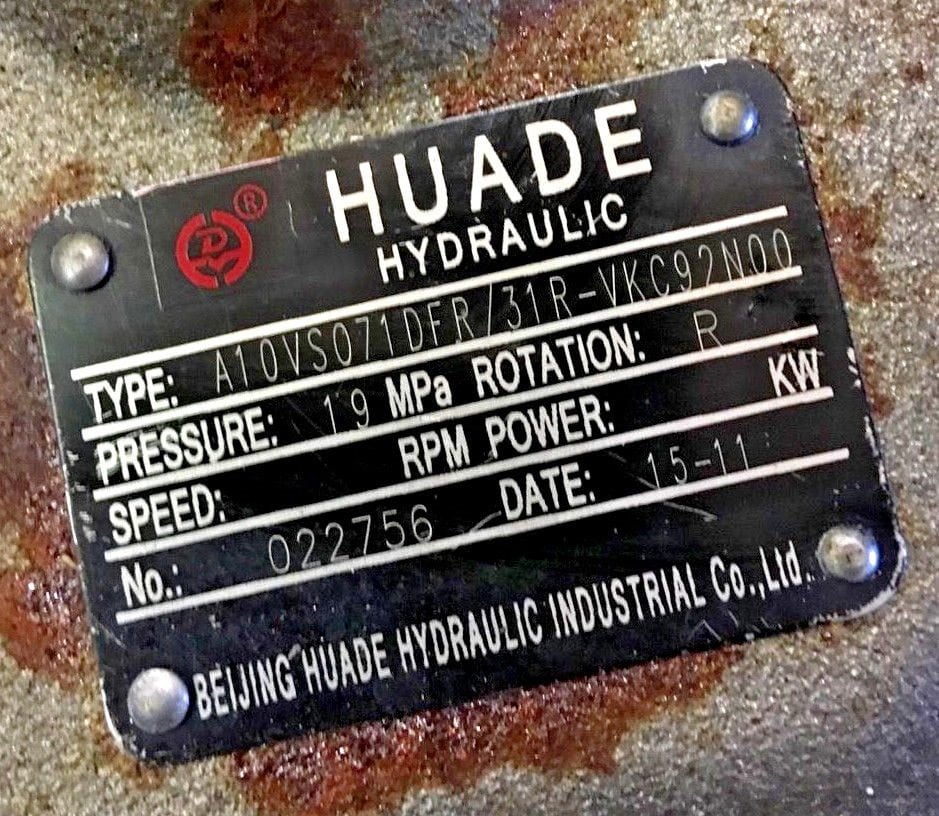 ®
HUADE
HYDRAULIC
TYPE: A10VSO71DFR/31R-VKC92N00
PRESSURE: 19 MPa ROTATION: R
SPEED: RPM POWER: KW
No.: 022756 DATE: 15-11
BEIJING HUADE HYDRAULIC INDUSTRIAL Co.,Ltd.